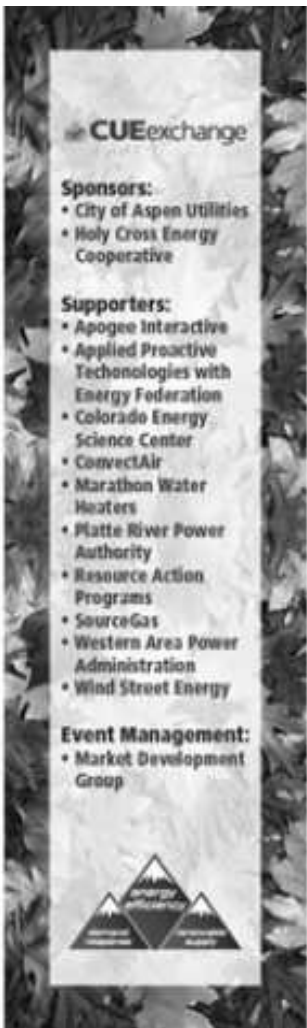 CUEexchange
Sponsors:
• City of Aspen Utilities
• Holy Cross Energy
Cooperative
Supporters:
• Apogee Interactive
• Applied Proactive
Techonologies with
Energy Federation
• Colorado Energy
Science Center
• ConvectAir
• Marathon Water
Heaters
• Platte River Power
Authority
• Resource Action
Programs
• SourceGas
• Western Area Power
Administration
• Wind Street Energy
Event Management:
• Market Development
Group
energy
efficiency